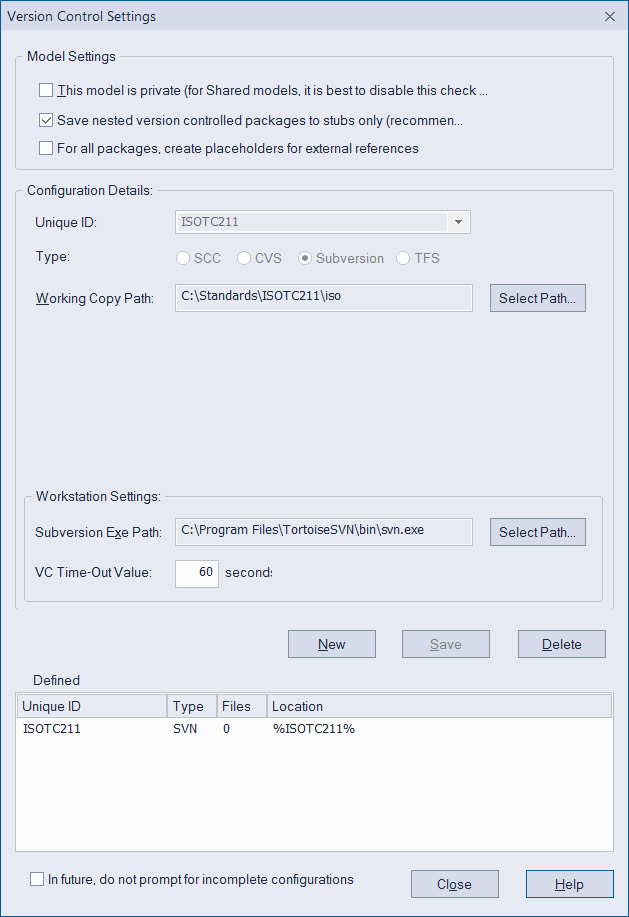 Version Control Settings
Model Settings
This model is private (for Shared models, it is best to disable this check ...
Save nested version controlled packages to stubs only (recommen...
For all packages, create placeholders for external references
Configuration Details:
Unique ID: ISOTC211
Type: SCC CVS Subversion TFS
Working Copy Path: C:\Standards\ISOTC211\iso Select Path...
Workstation Settings:
Subversion Exe Path: C:\Program Files\TortoiseSVN\bin\svn.exe Select Path...
VC Time-Out Value: 60 seconds
New Save Delete
Defined
Unique ID Type Files Location
ISOTC211 SVN 0 %ISOTC211%
In future, do not prompt for incomplete configurations
Close Help